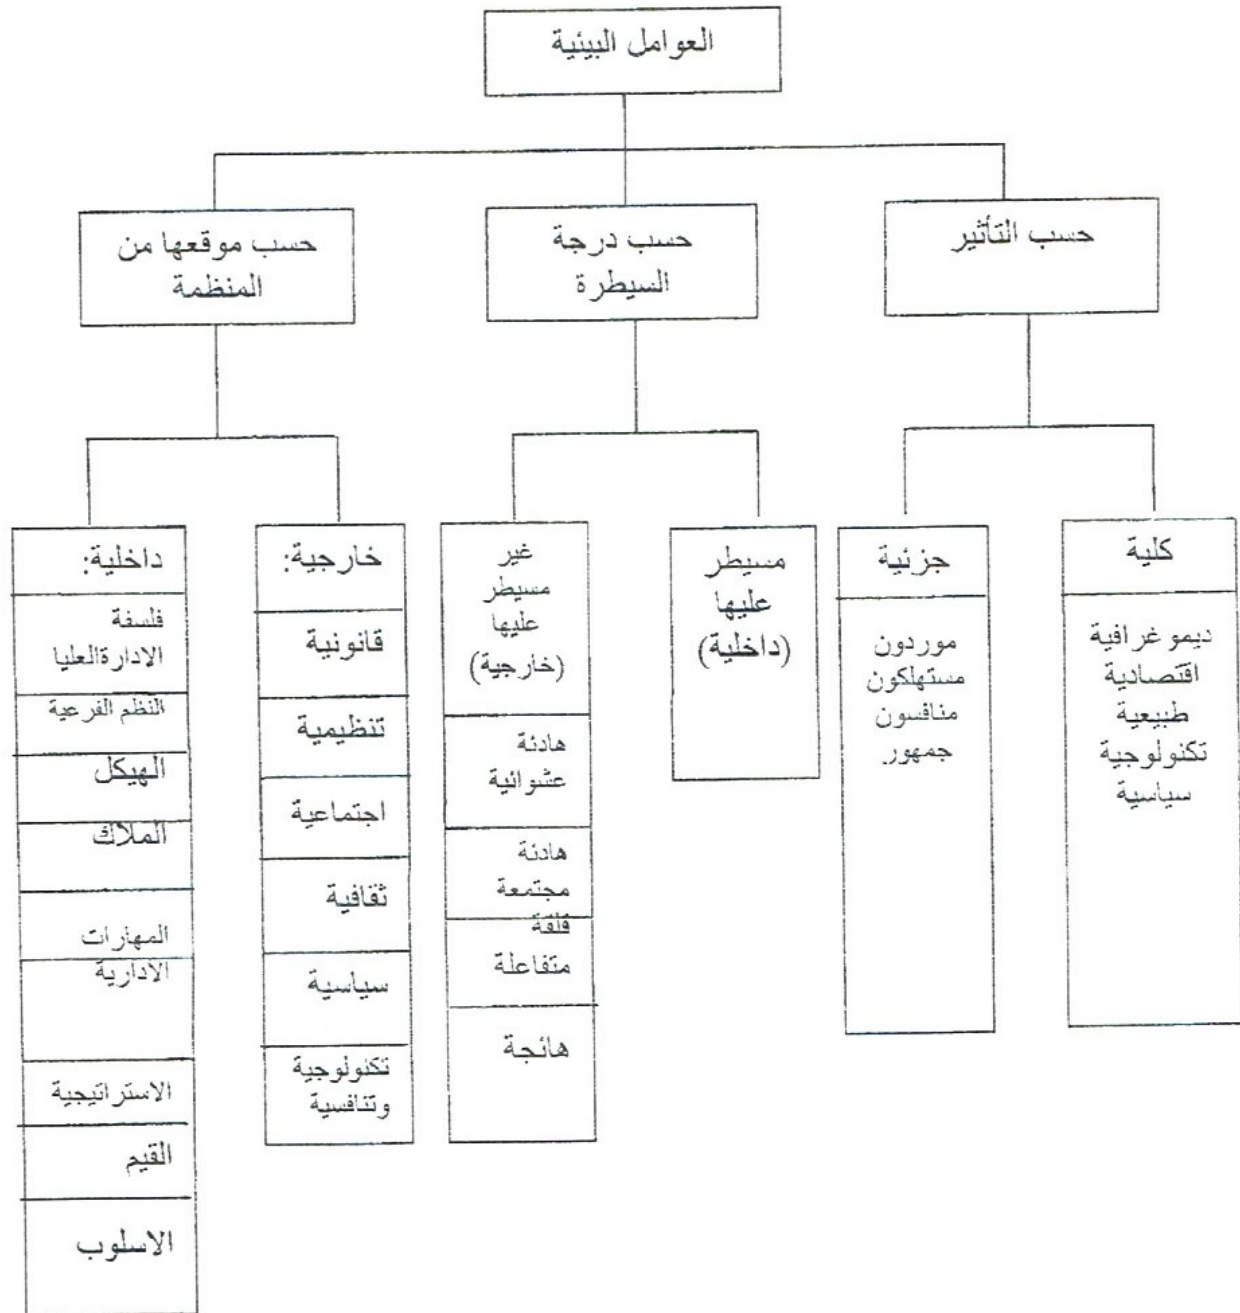 العوامل البيئية
حسب التأثير
حسب درجة
السيطرة
حسب موقعها من
المنظمة
كلية
ديموغرافية
اقتصادية
طبيعية
تكنولوجية
سياسية
جزئية
موردون
مستهلكون
منافسون
جمهور.
مسيطر
عليها
(داخلية)
غير
مسيطر
عليها
(خارجية)
هادئة
عشوائية
هادئة
مجتمعة
قلقة
متفاعلة
هائجة
خارجية:
قانونية
تنظيمية
اجتماعية
ثقافية
سياسية
تكنولوجية
وتنافسية
داخلية:
فلسفة
الادارةالعليا
النظم الفرعية
الهيكل
الملاك
المهارات
الادارية
الاستراتيجية
القيم
الاسلوب